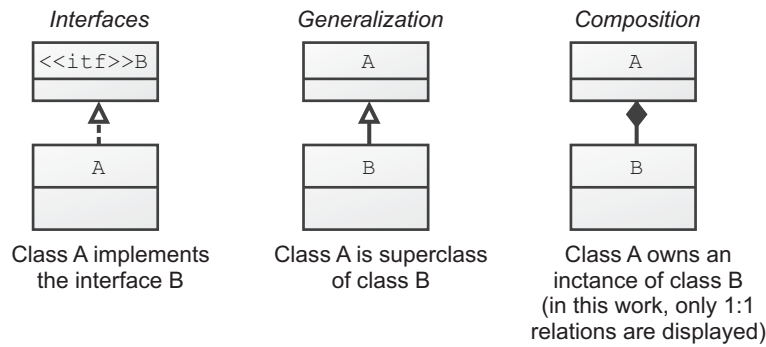 Interfaces
<<itf>>B
A
Class A implements
the interface B
Generalization
A
B
Class A is superclass
of class B
Composition
A
B
Class A owns an
inctance of class B
(in this work, only 1:1
relations are displayed)